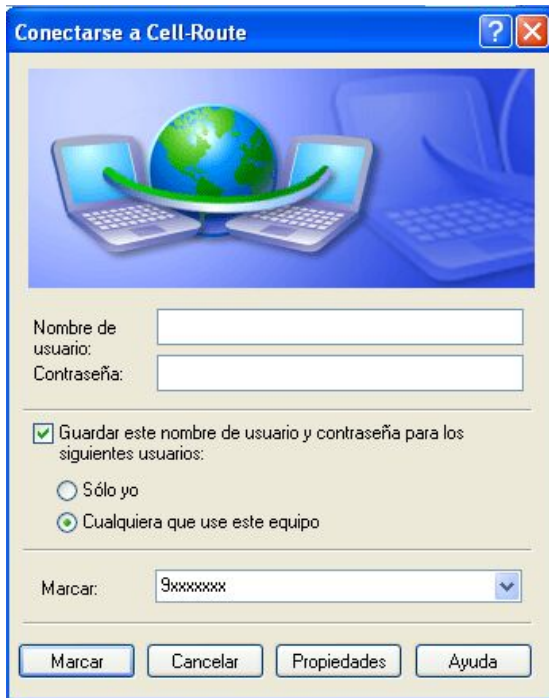 Conectarse a Cell-Route
Nombre de
usuario:
Contraseña:
Guardar este nombre de usuario y contraseña para los
siguientes usuarios:
Sólo yo
Cualquiera que use este equipo
Marcar:
9xxxxxxx
Marcar
Cancelar
Propiedades
Ayuda